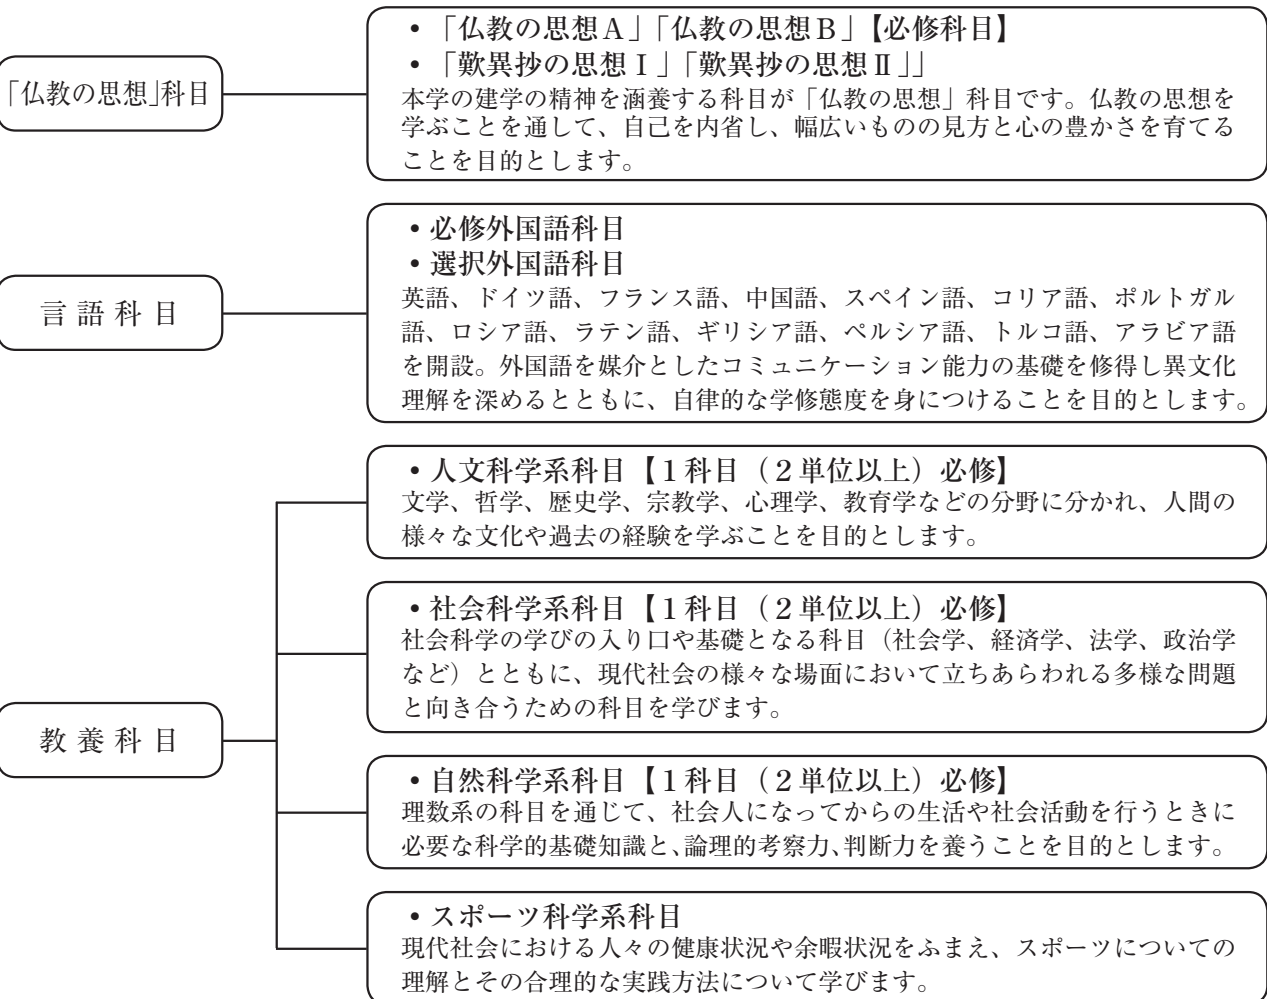 「仏教の思想」科目
・「仏教の思想A」「仏教の思想B」【必修科目】
・「歎異抄の思想Ⅰ」「歎異抄の思想Ⅱ」」
本学の建学の精神を涵養する科目が「仏教の思想」科目です。仏教の思想を
学ぶことを通して、自己を内省し、幅広いものの見方と心の豊かさを育てる
ことを目的とします。
言語科目
・必修外国語科目
・選択外国語科目
英語、ドイツ語、フランス語、中国語、スペイン語、コリア語、ポルトガル
語、ロシア語、ラテン語、ギリシア語、ペルシア語、トルコ語、アラビア語
を開設。外国語を媒介としたコミュニケーション能力の基礎を修得し異文化
理解を深めるとともに、自律的な学修態度を身につけることを目的とします。
教養科目
・人文科学系科目【1科目(2単位以上)必修】
文学、哲学、歴史学、宗教学、心理学、教育学などの分野に分かれ、人間の
様々な文化や過去の経験を学ぶことを目的とします。
・社会科学系科目【1科目(2単位以上)必修】
社会科学の学びの入り口や基礎となる科目(社会学、経済学、法学、政治学
など)とともに、現代社会の様々な場面において立ちあらわれる多様な問題
と向き合うための科目を学びます。
・自然科学系科目【1科目(2単位以上)必修】
理数系の科目を通じて、社会人になってからの生活や社会活動を行うときに
必要な科学的基礎知識と、論理的考察力、判断力を養うことを目的とします。
・スポーツ科学系科目
現代社会における人々の健康状況や余暇状況をふまえ、スポーツについての
理解とその合理的な実践方法について学びます。